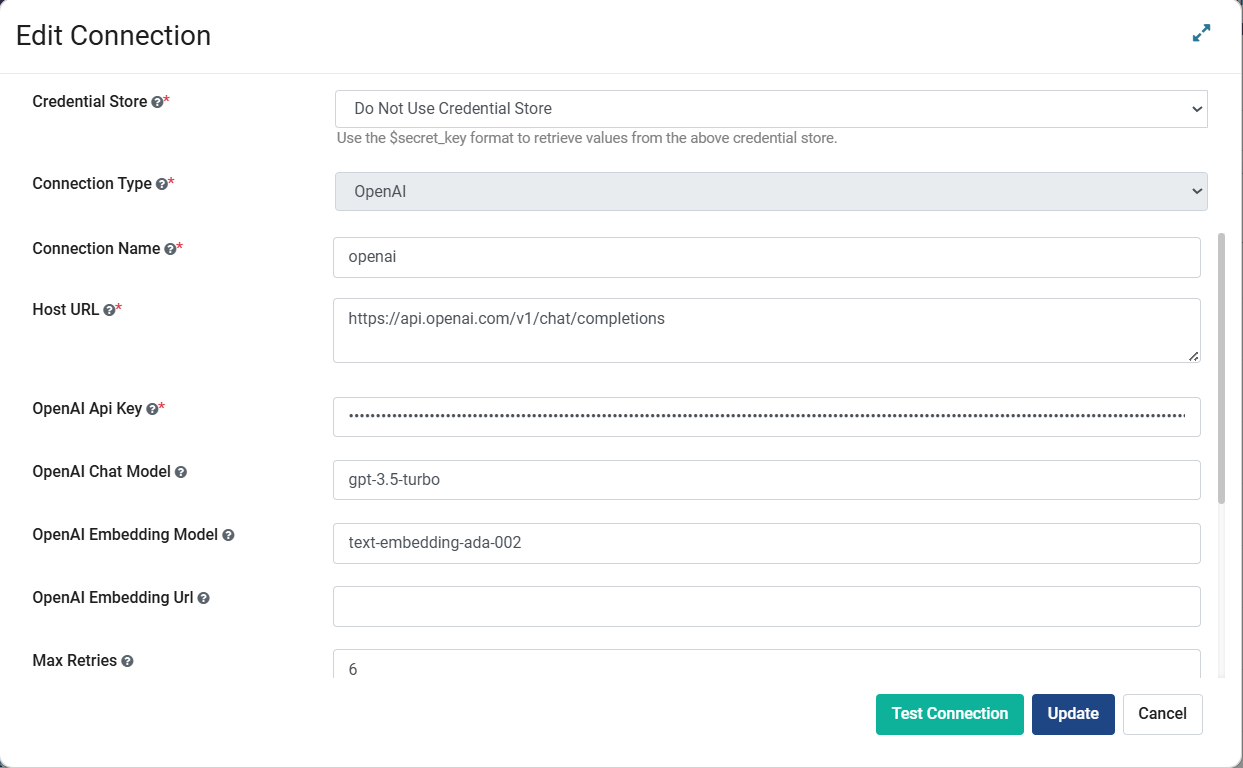 Edit Connection
Credential Store ?*
Do Not Use Credential Store
Use the $secret_key format to retrieve values from the above credential store.
Connection Type ?*
OpenAI
Connection Name ?*
openai
Host URL ?*
https://api.openai.com/v1/chat/completions
OpenAI Api Key ?*
OpenAI Chat Model ?
gpt-3.5-turbo
OpenAI Embedding Model ?
text-embedding-ada-002
OpenAI Embedding Url ?
Max Retries ?
6
Test Connection
Update
Cancel